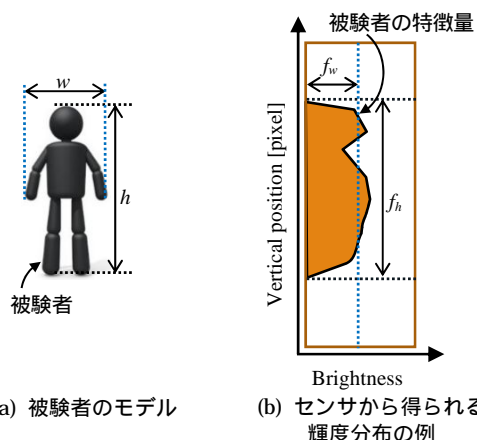 被験者の特徴量
w
h
被験者
f_w
f_h
Vertical position [pixel]
Brightness
a) 被験者のモデル
(b) センサから得られる
輝度分布の例